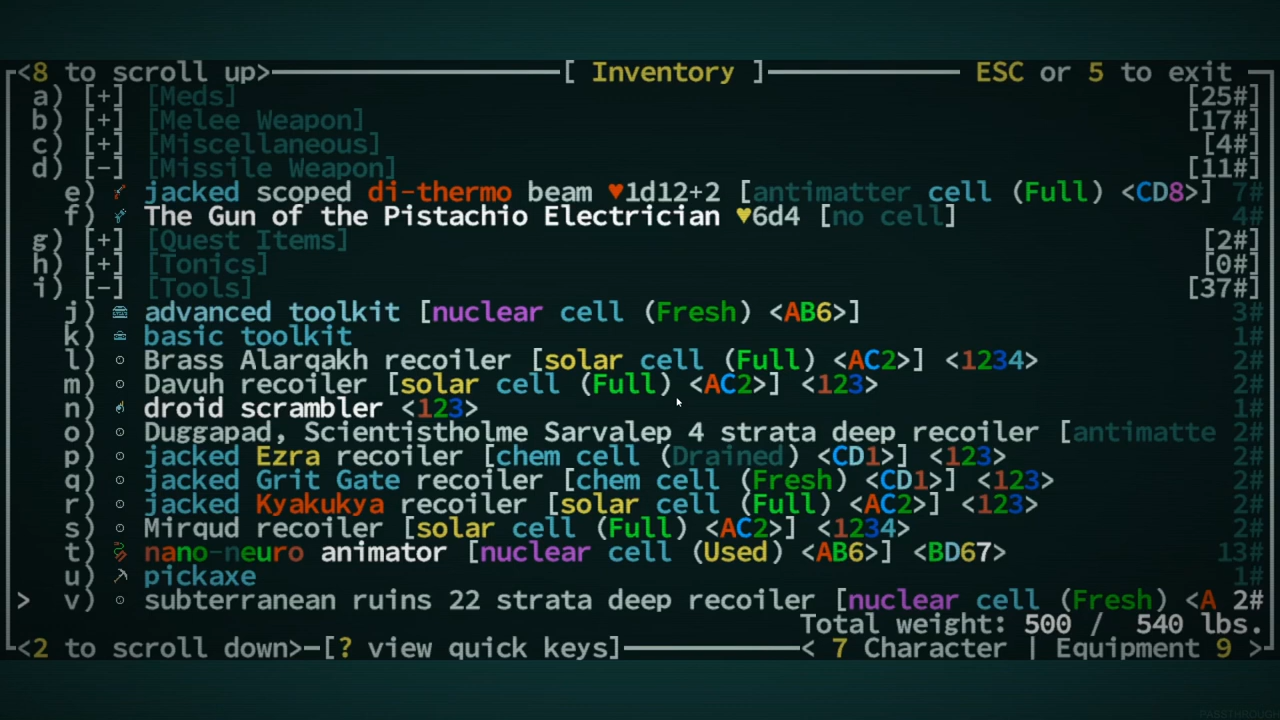 <8 to scroll up> [ Inventory ] ESC or 5 to exit
a) [+] [Meds] [25#]
b) [+] [Melee Weapon] [17#]
c) [+] [Miscellaneous] [4#]
d) [-] [Missile Weapon] [11#]
e) jacked scoped di-thermo beam ♥1d12+2 [antimatter cell (Full) <CD8>] 7#
f) The Gun of the Pistachio Electrician ♥6d4 [no cell] 4#
g) [+] [Quest Items] [2#]
h) [+] [Tonics] [0#]
i) [-] [Tools] [37#]
j) advanced toolkit [nuclear cell (Fresh) <AB6>] 3#
k) basic toolkit 1#
l) Brass Alarqakh recoiler [solar cell (Full) <AC2>] <1234> 2#
m) Davuh recoiler [solar cell (Full) <AC2>] <123> 2#
n) droid scrambler <123> 1#
o) Duggapad, Scientistholme Sarvalep 4 strata deep recoiler [antimatte 2#
p) jacked Ezra recoiler [chem cell (Drained) <CD1>] <123> 2#
q) jacked Grit Gate recoiler [chem cell (Fresh) <CD1>] <123> 2#
r) jacked Kyakukya recoiler [solar cell (Full) <AC2>] <123> 2#
s) Mirqud recoiler [solar cell (Full) <AC2>] <1234> 2#
t) nano-neuro animator [nuclear cell (Used) <AB6>] <BD67> 13#
u) pickaxe 1#
> v) subterranean ruins 22 strata deep recoiler [nuclear cell (Fresh) <A 2#
Total weight: 500 / 540 lbs.
<2 to scroll down> [? view quick keys] < 7 Character | Equipment 9 >